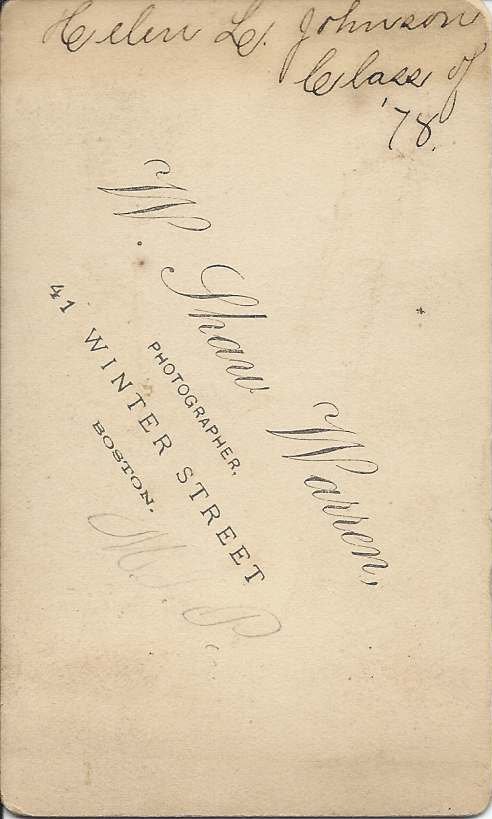 Helen L. Johnson
Class of
'78.
W. Shaw Warren,
PHOTOGRAPHER,
41 WINTER STREET
BOSTON.